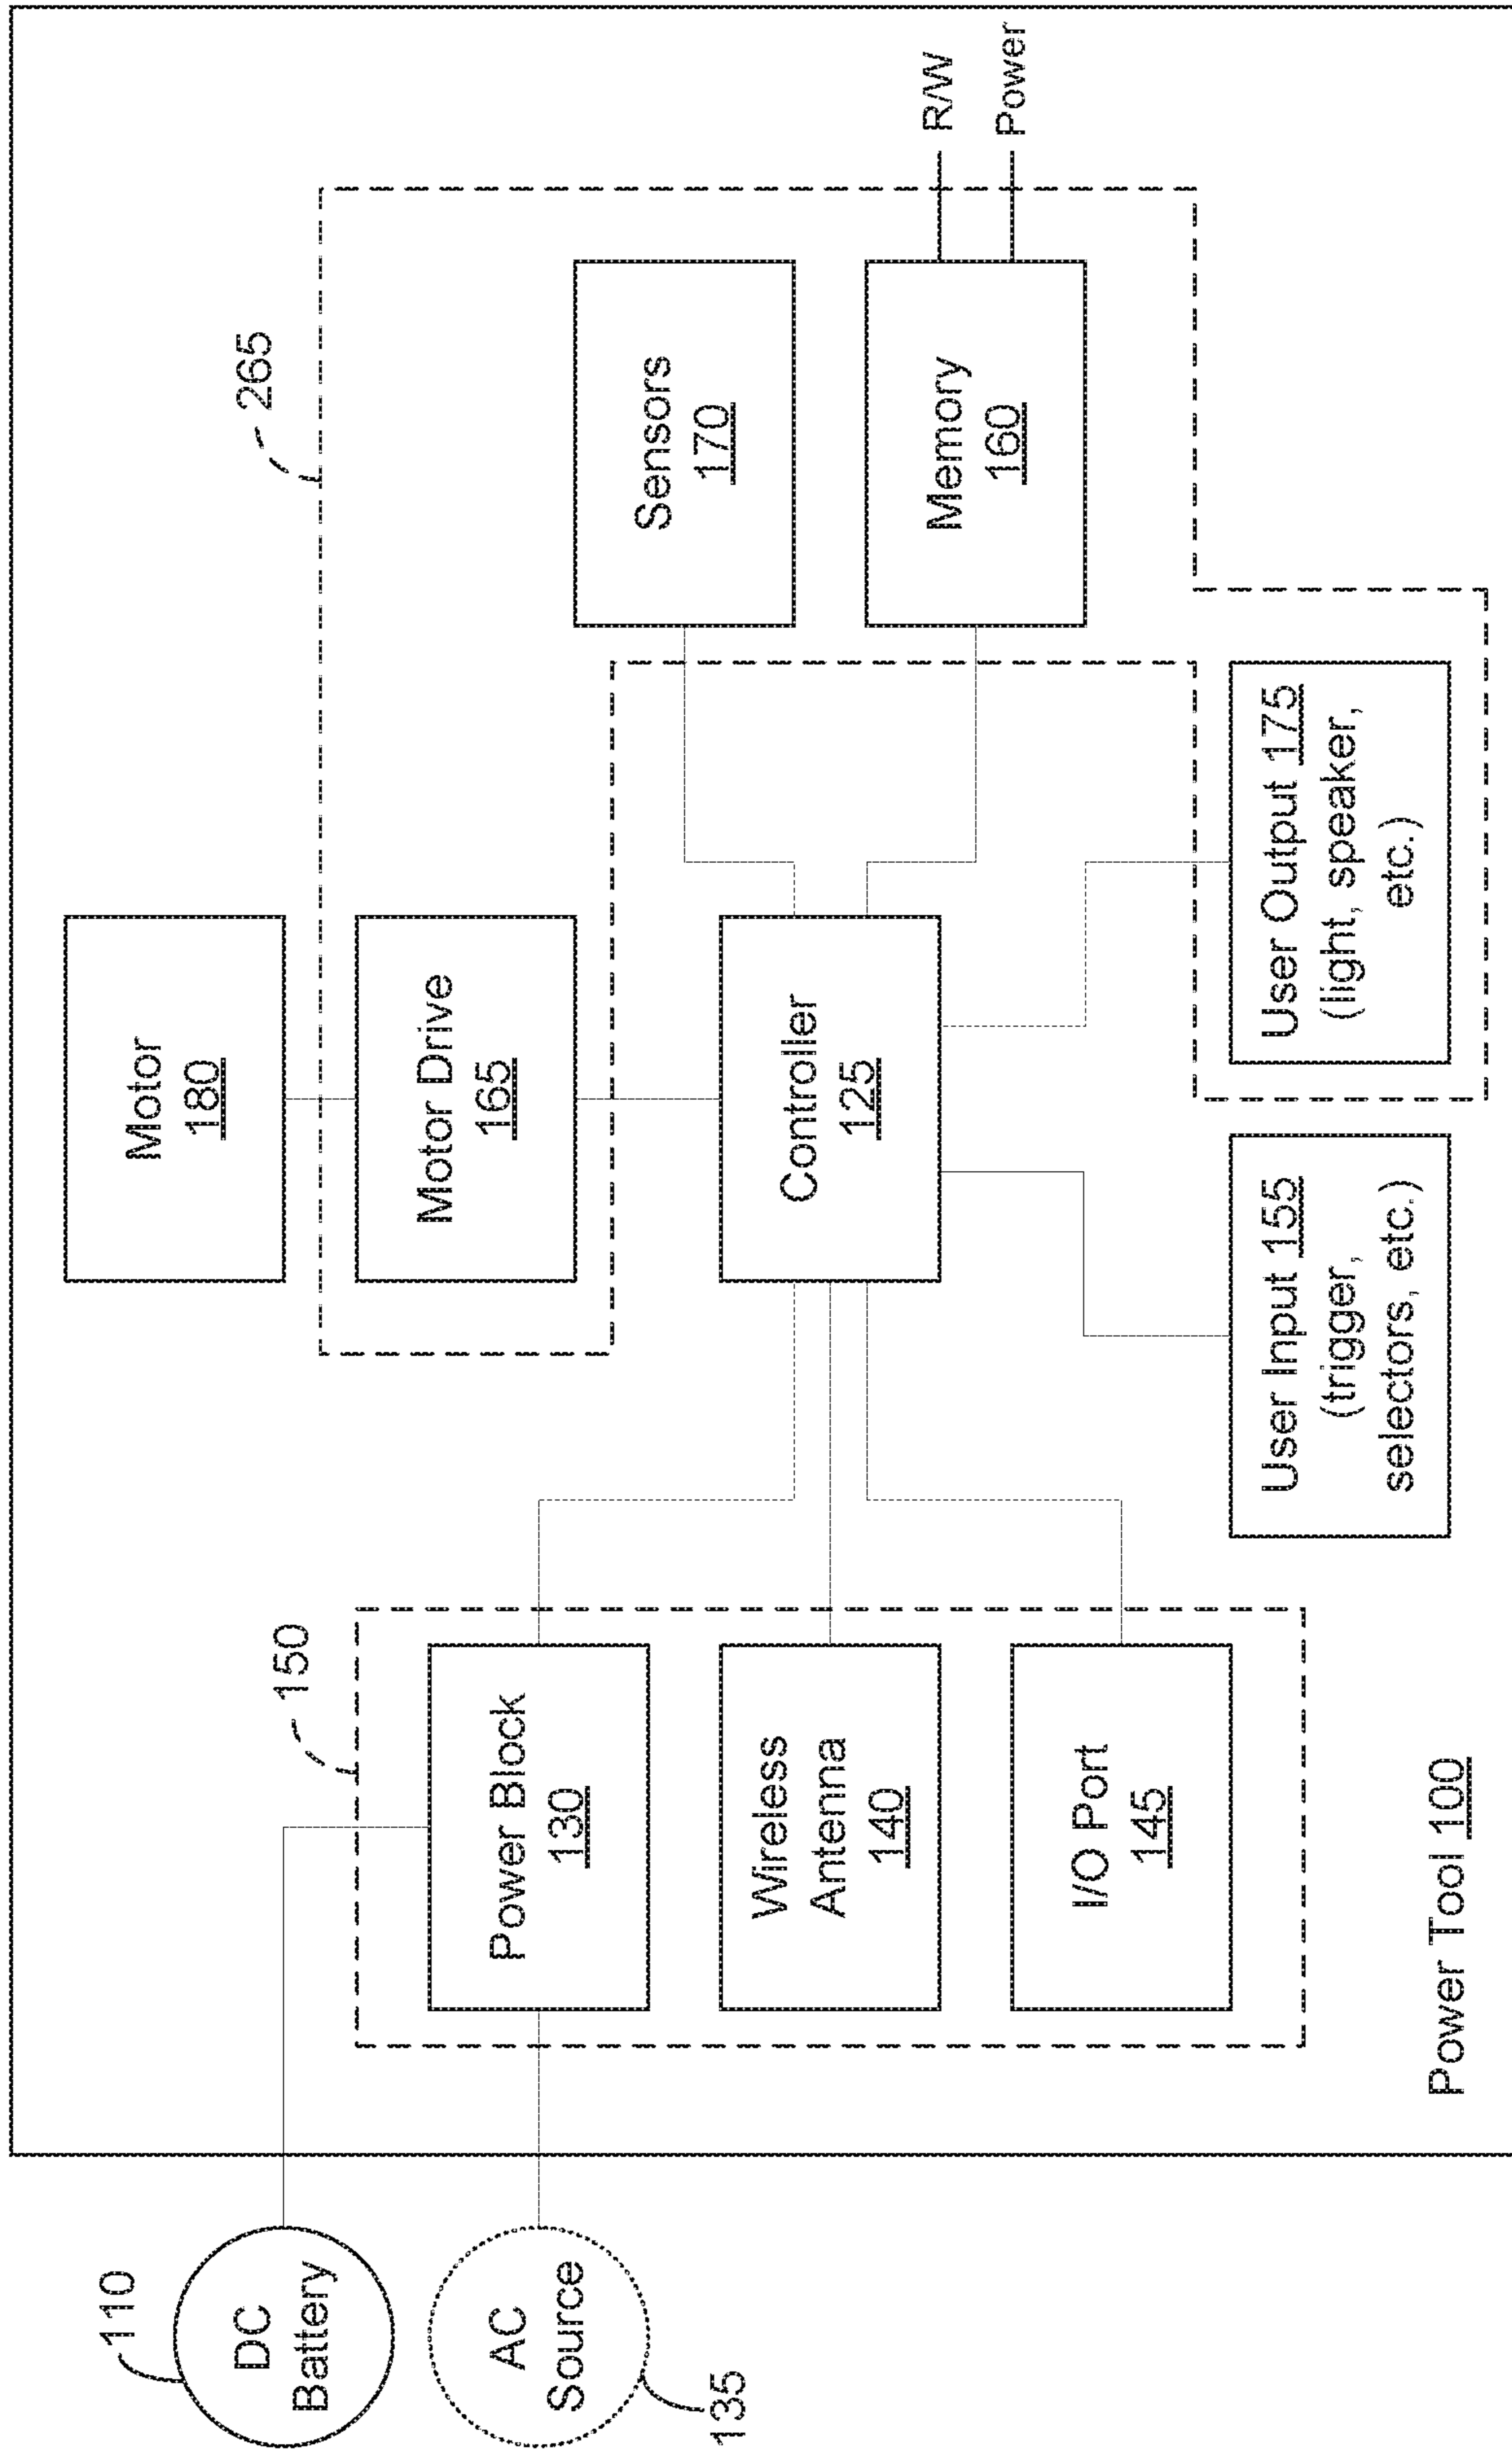 Motor
180
265
Motor Drive
165
Sensors
170
R/W
Power
Memory
160
Controller
125
110
DC
Battery
AC
Source
135
150
Power Block
130
Wireless
Antenna
140
I/O Port
145
User Input 155
(trigger,
selectors, etc.)
User Output 175
(light, speaker,
etc.)
Power Tool 100